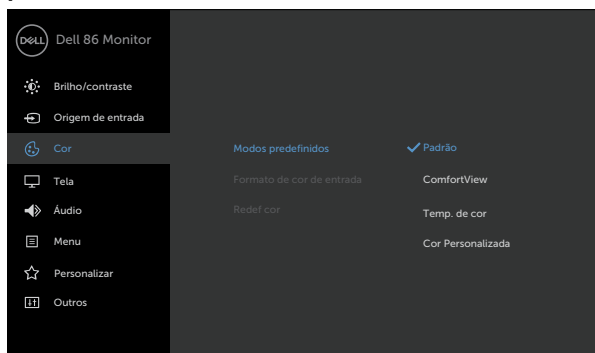 DELL Dell 86 Monitor
Brilho/contraste
Origem de entrada
Cor Modos predefinidos Padrão
Tela Formato de cor de entrada ComfortView
Áudio Redef cor Temp. de cor
Menu Cor Personalizada
Personalizar
Outros